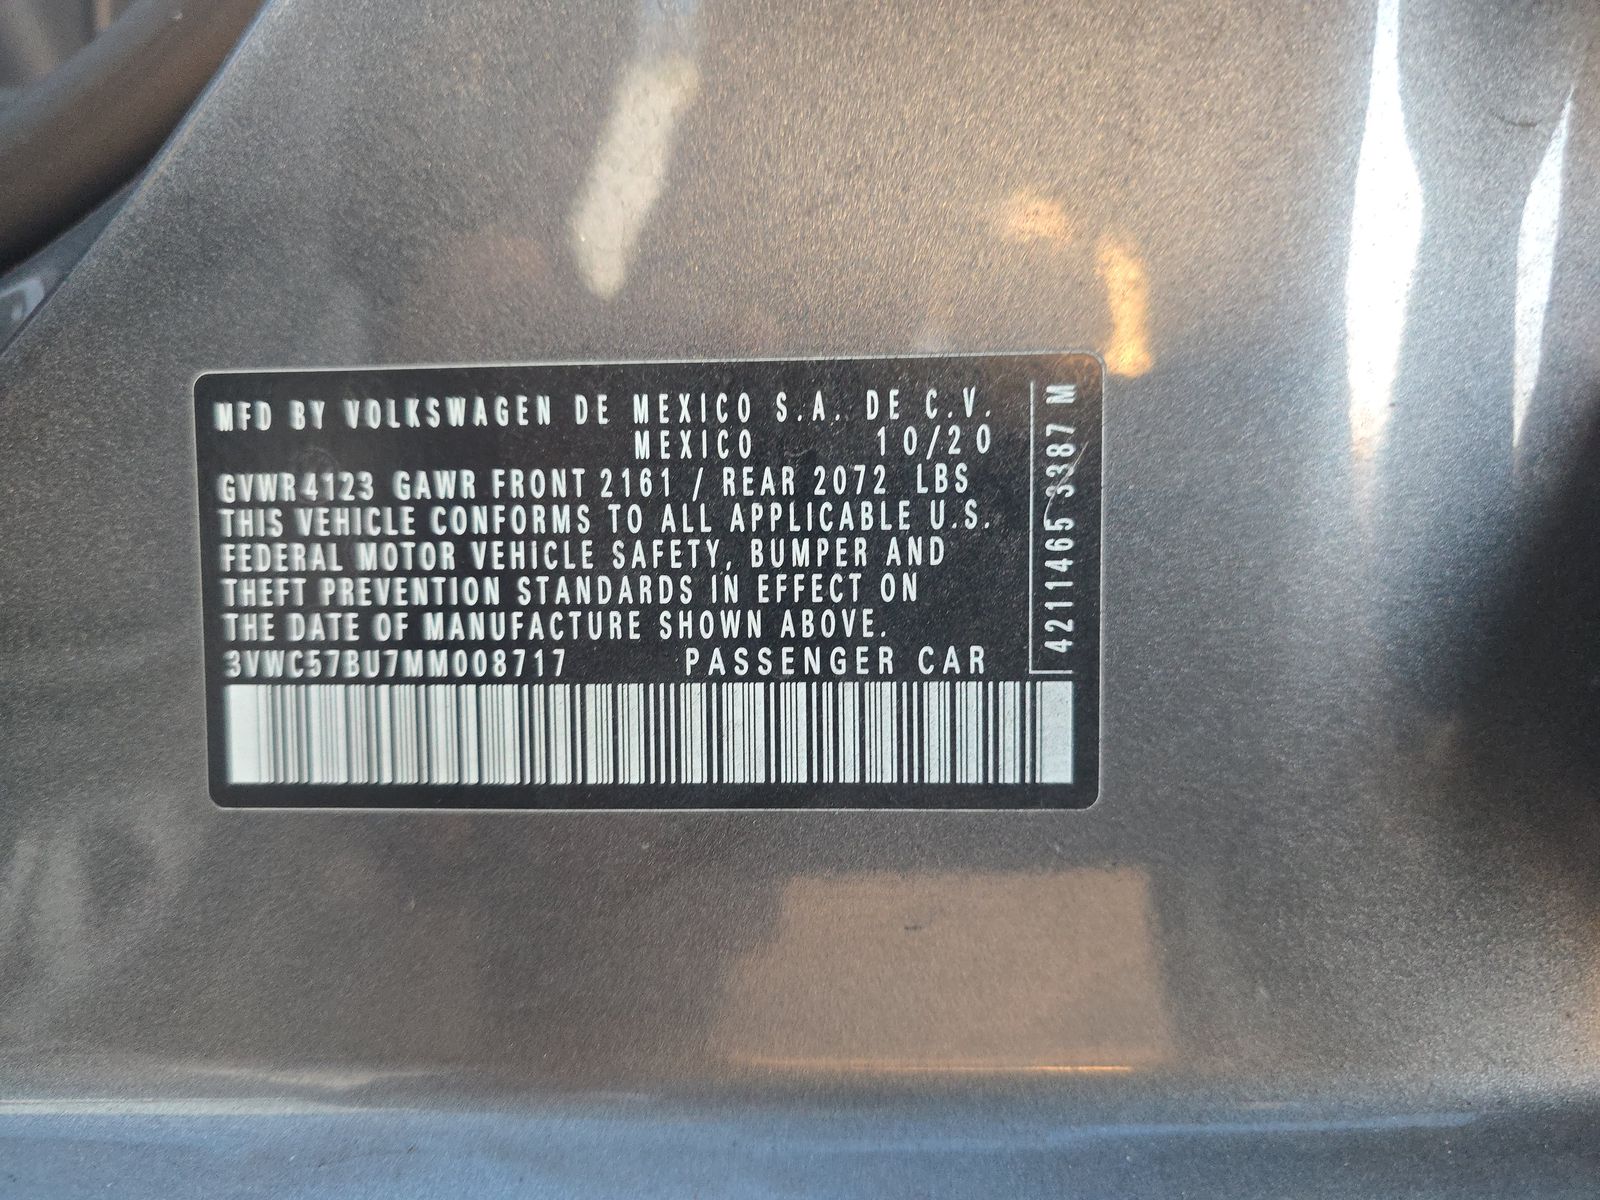 MFD BY VOLKSWAGEN DE MEXICO S.A. DE C.V.
MEXICO 10/20
GVWR 4123 GAWR FRONT 2161 / REAR 2072 LBS
THIS VEHICLE CONFORMS TO ALL APPLICABLE U.S.
FEDERAL MOTOR VEHICLE SAFETY, BUMPER AND
THEFT PREVENTION STANDARDS IN EFFECT ON
THE DATE OF MANUFACTURE SHOWN ABOVE.
3VWC57BU7MM008717 PASSENGER CAR
4211465 3387 M